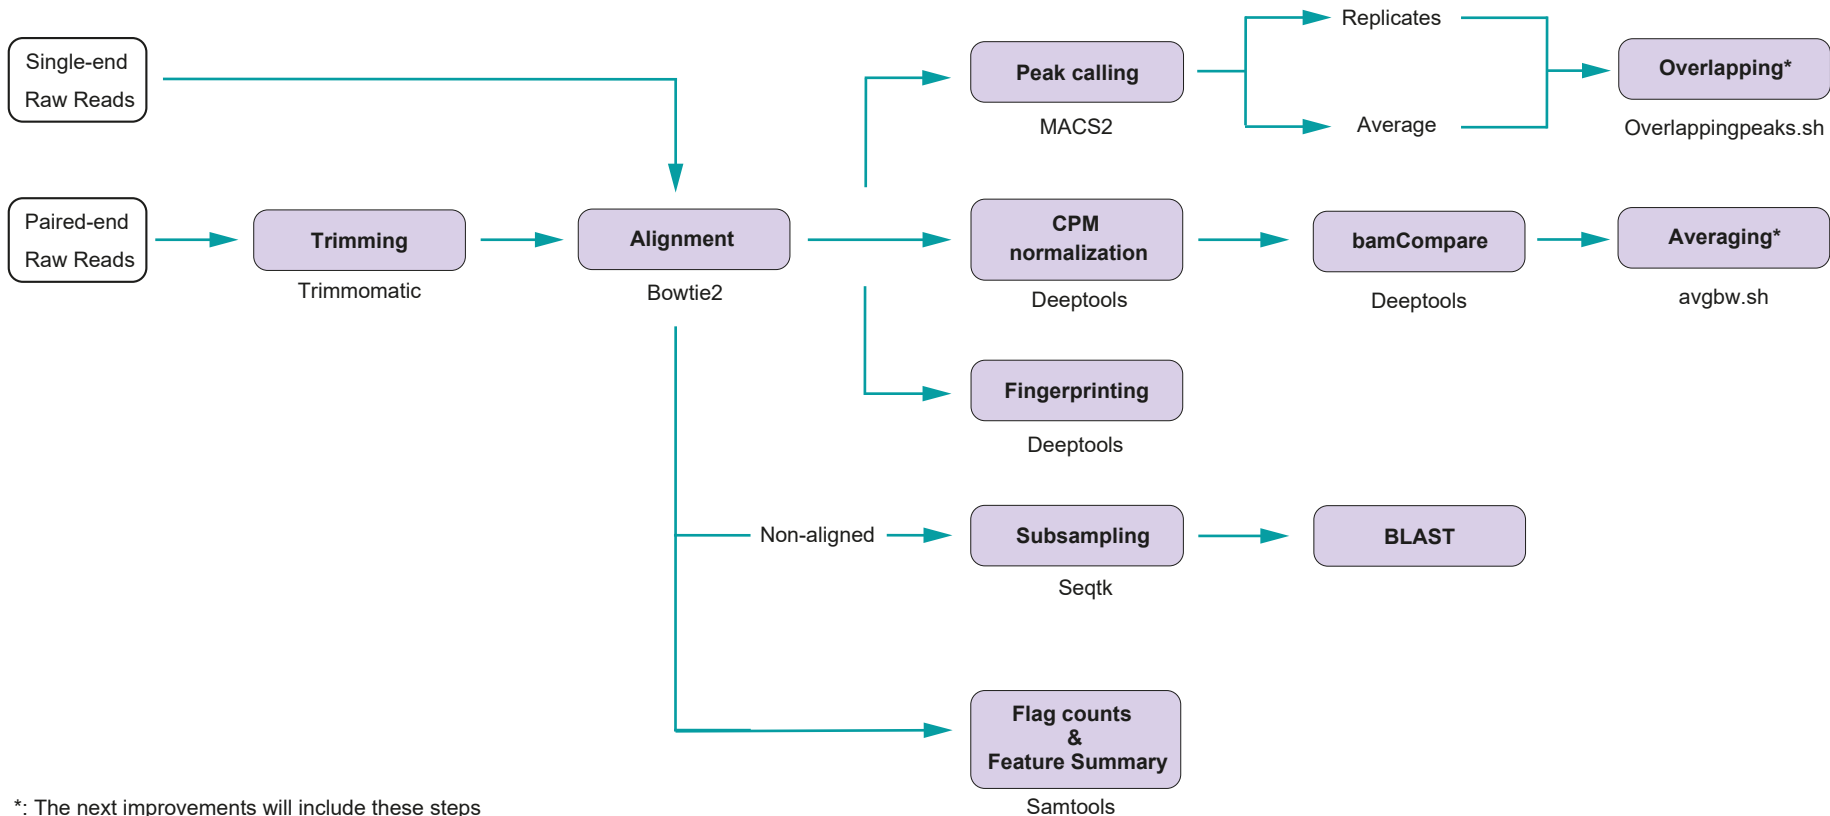 Single-end
Raw Reads
Paired-end
Raw Reads
Trimming
Trimmomatic
Alignment
Bowtie2
Peak calling
MACS2
Replicates
Average
Overlapping*
Overlappingpeaks.sh
CPM
normalization
Deeptools
bamCompare
Deeptools
Averaging*
avgbw.sh
Fingerprinting
Deeptools
Non-aligned
Subsampling
Seqtk
BLAST
Flag counts
&
Feature Summary
Samtools
*: The next improvements will include these steps